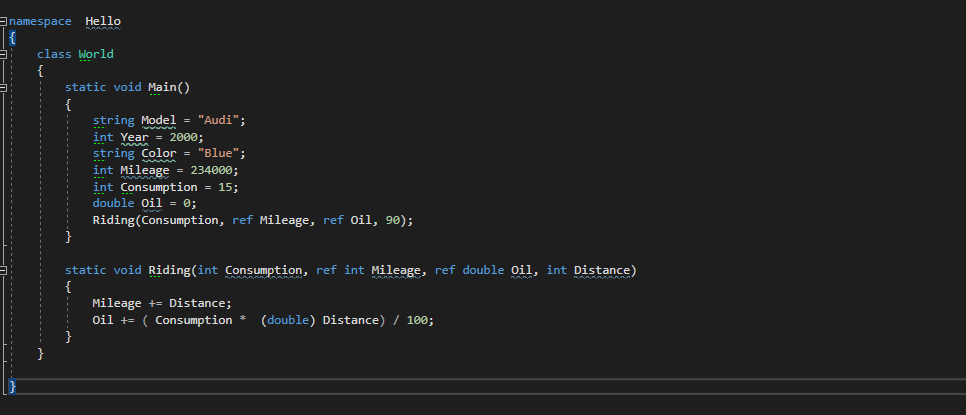 namespace  Hello
{
    class World
    {
        static void Main()
        {
            string Model = "Audi";
            int Year = 2000;
            string Color = "Blue";
            int Mileage = 234000;
            int Consumption = 15;
            double Oil = 0;
            Riding(Consumption, ref Mileage, ref Oil, 90);
        }

        static void Riding(int Consumption, ref int Mileage, ref double Oil, int Distance)
        {
            Mileage += Distance;
            Oil += ( Consumption *  (double) Distance) / 100;
        }
    }

}